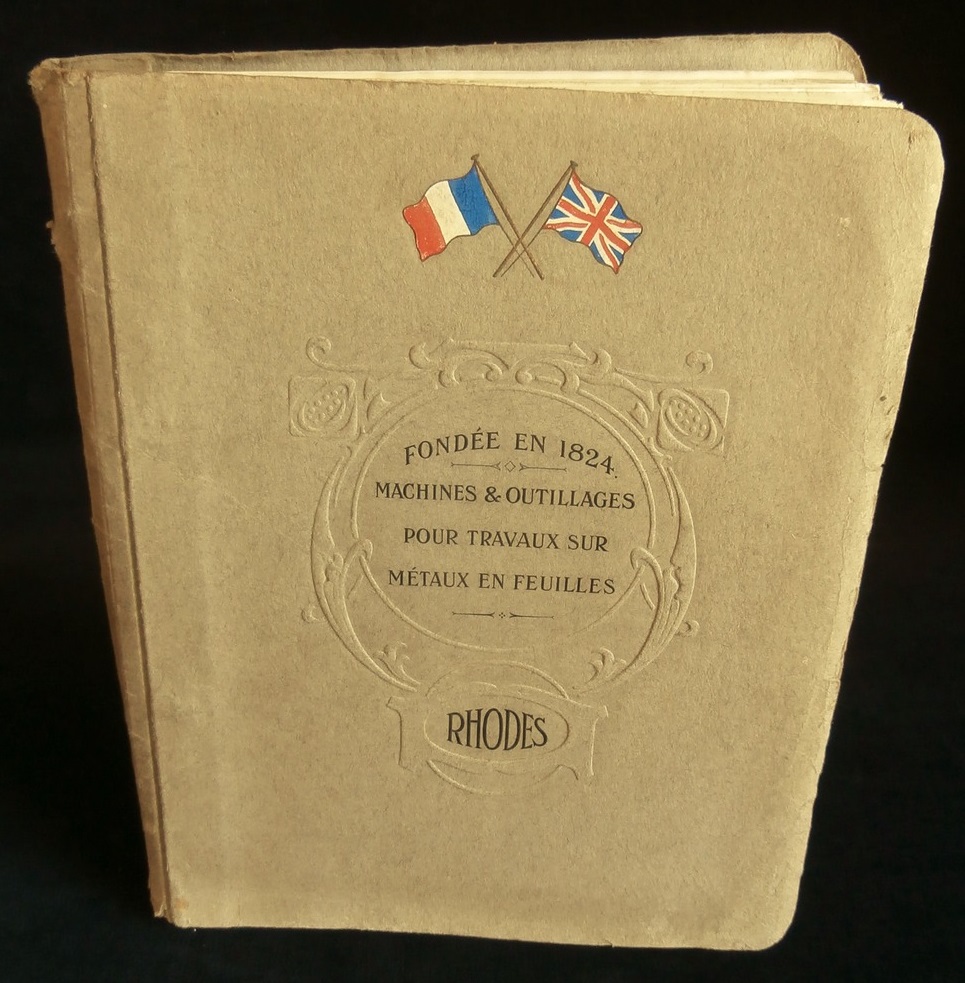 FONDÉE EN 1824.
MACHINES & OUTILLAGES
POUR TRAVAUX SUR
MÉTAUX EN FEUILLES
RHODES